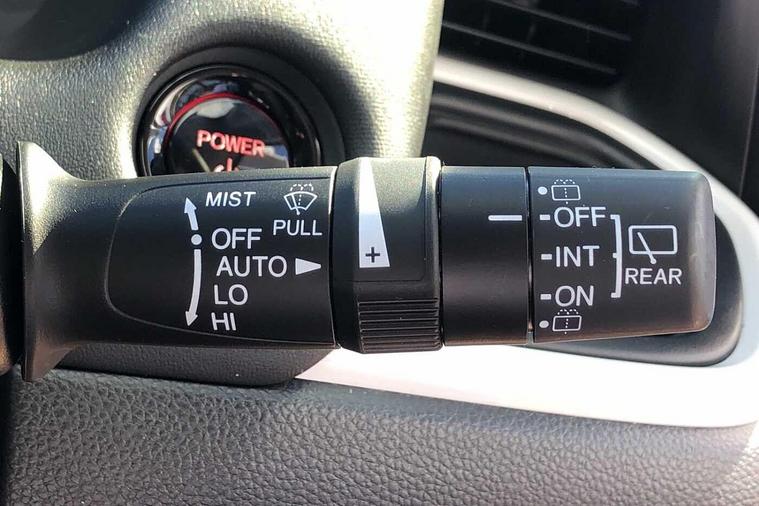 POWER
MIST
PULL
OFF
AUTO
LO
HI
+
OFF
INT
ON
REAR